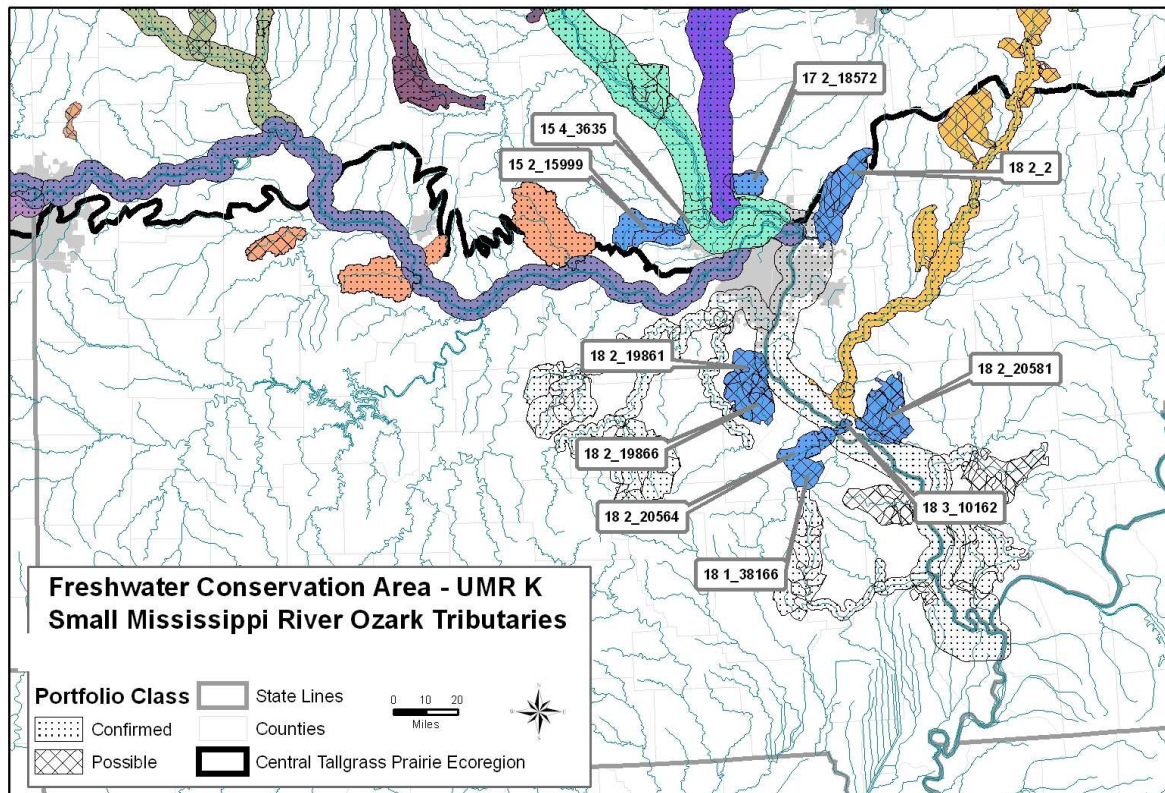 17 2_18572
15 4_3635
15 2_15999
18 2_2
18 2_19861
18 2_20581
18 2_19866
18 2_20564
18 3_10162
18 1_38166
Freshwater Conservation Area - UMR K
Small Mississippi River Ozark Tributaries
Portfolio Class
Confirmed
Possible
State Lines
Counties
Central Tallgrass Prairie Ecoregion
0 10 20
Miles